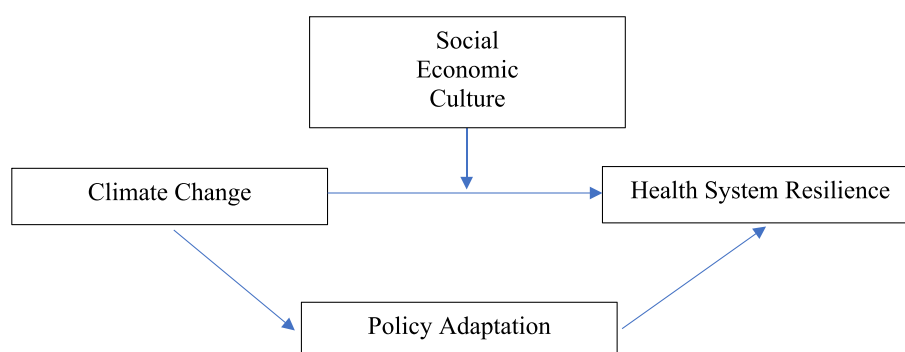 Social
Economic
Culture
Climate Change
Health System Resilience
Policy Adaptation